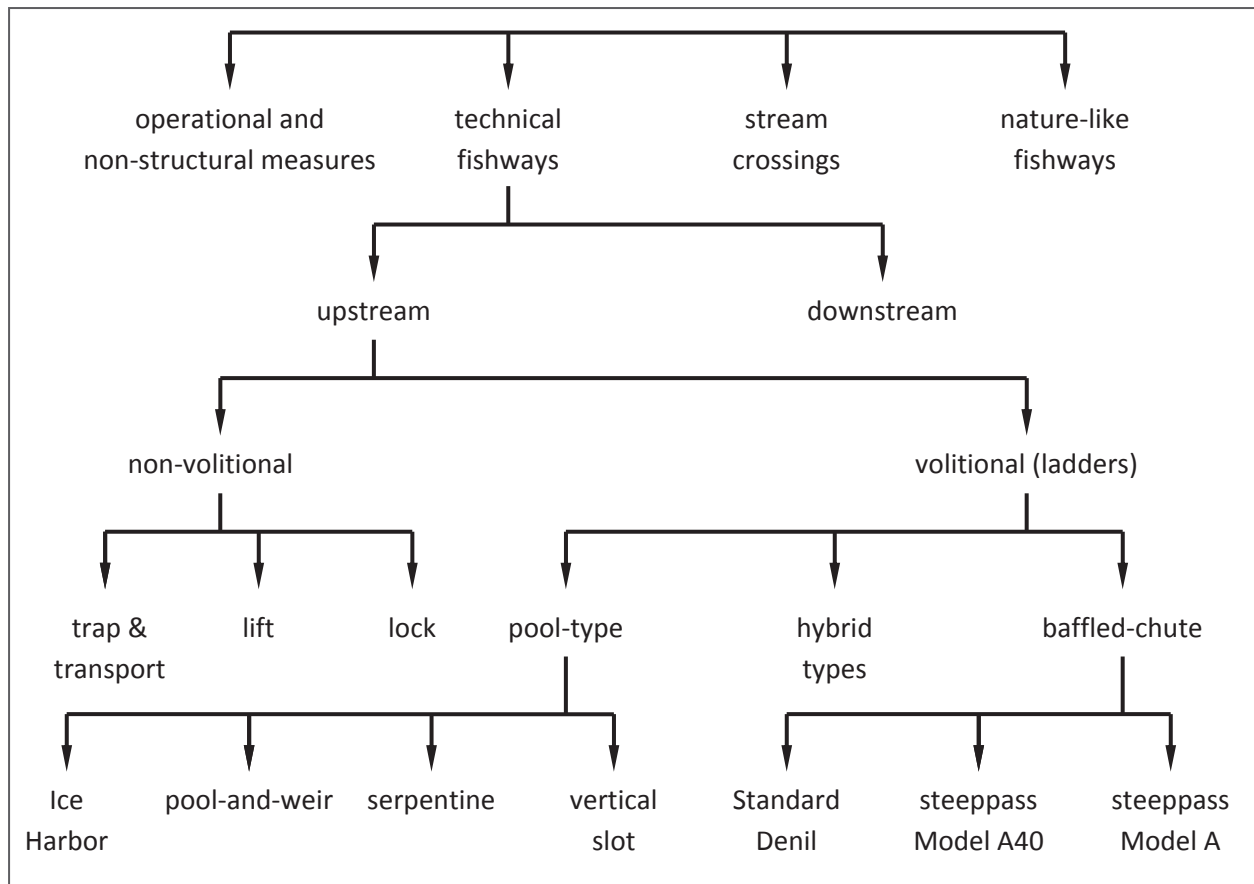 operational and
non-structural measures
technical
fishways
stream
crossings
nature-like
fishways
upstream
downstream
non-volitional
volitional (ladders)
trap &
transport
lift
lock
pool-type
hybrid
types
baffled-chute
Ice
Harbor
pool-and-weir
serpentine
vertical
slot
Standard
Denil
steeppass
Model A40
steeppass
Model A